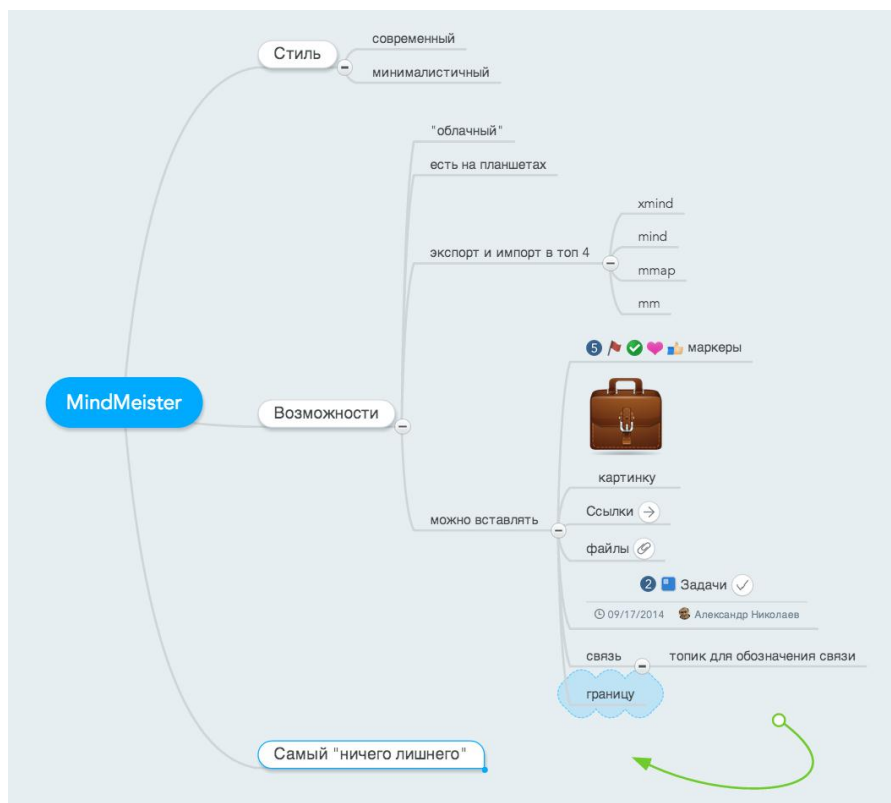 Стиль
современный
минималистичный
"облачный"
есть на планшетах
экспорт и импорт в топ 4
xmind
mind
mmap
mm
MindMeister
Возможности
можно вставлять
5 маркеры
картинку
Ссылки
файлы
2 Задачи
09/17/2014 Александр Николаев
связь
топик для обозначения связи
границу
Самый "ничего лишнего"